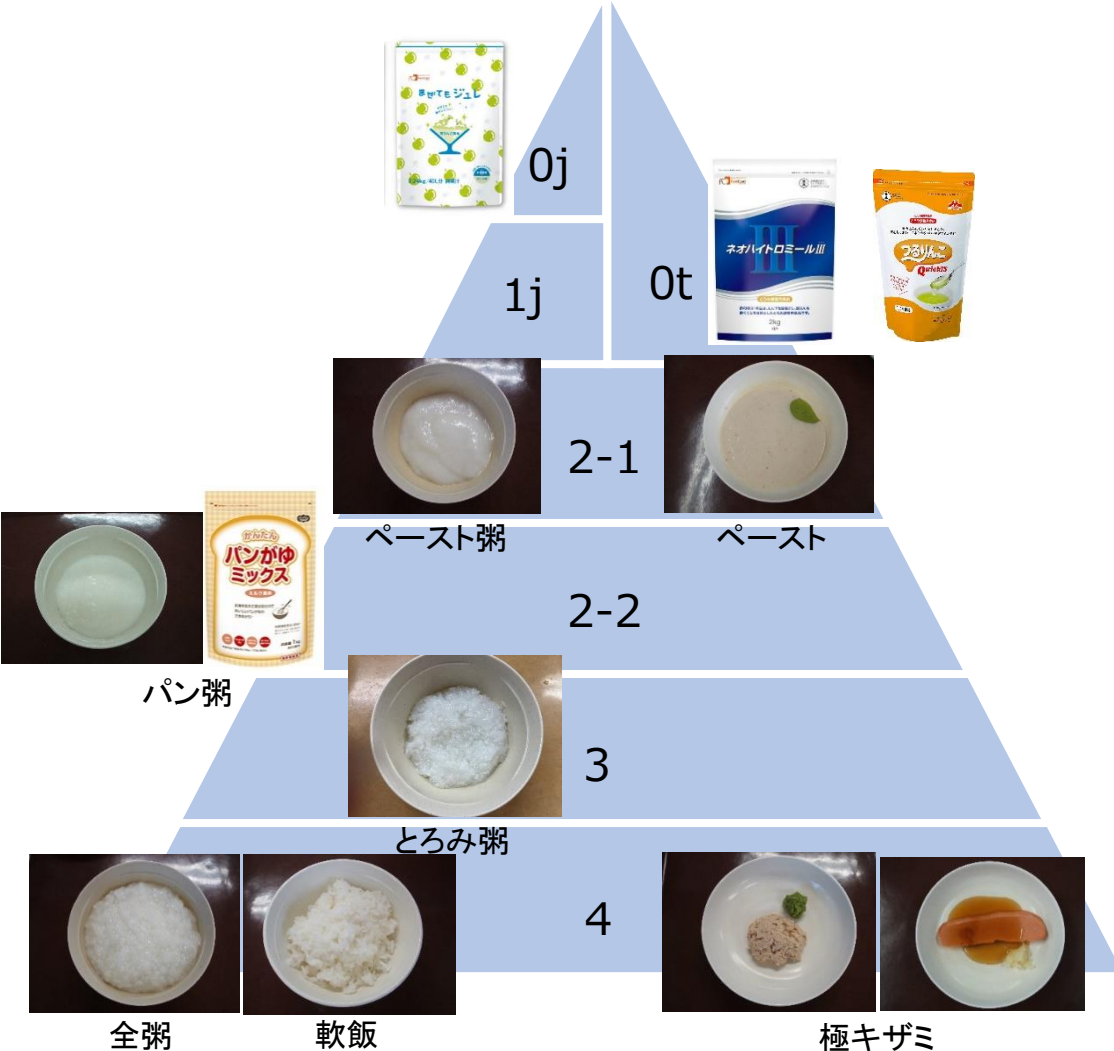 まぜてもジュレ
0j
1j
0t
ネオハイトロミールⅢ
Ⅲ
2kg
つるりんこ
Quickly
2-1
ペースト粥
ペースト
かんたん
パンがゆ
ミックス
2-2
パン粥
3
とろみ粥
4
全粥
軟飯
極キザミ